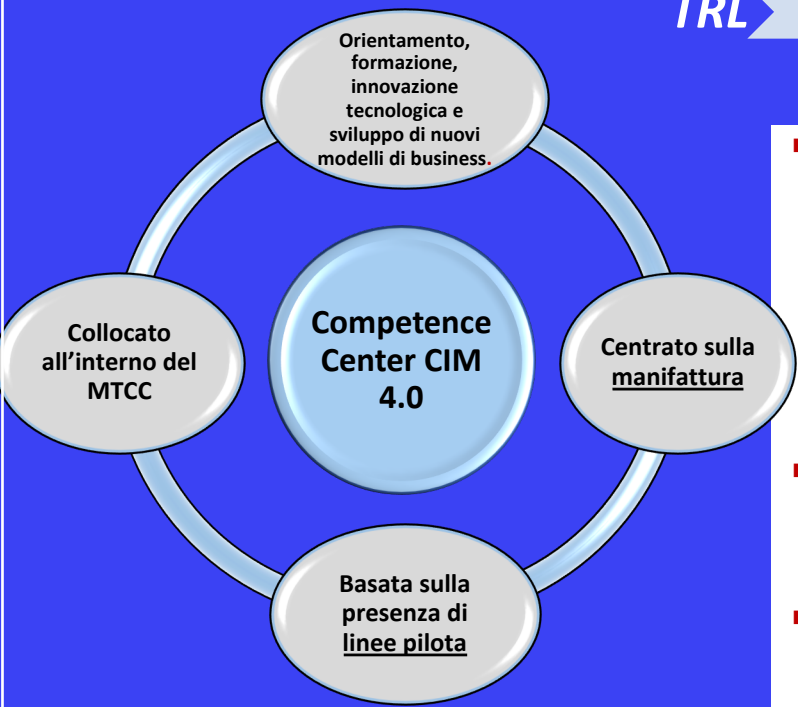 TRL
Orientamento,
formazione,
innovazione
tecnologica e
sviluppo di nuovi
modelli di business.
Competence
Center CIM
4.0
Collocato
all’interno del
MTCC
Centrato sulla
manifattura
Basata sulla
presenza di
linee pilota